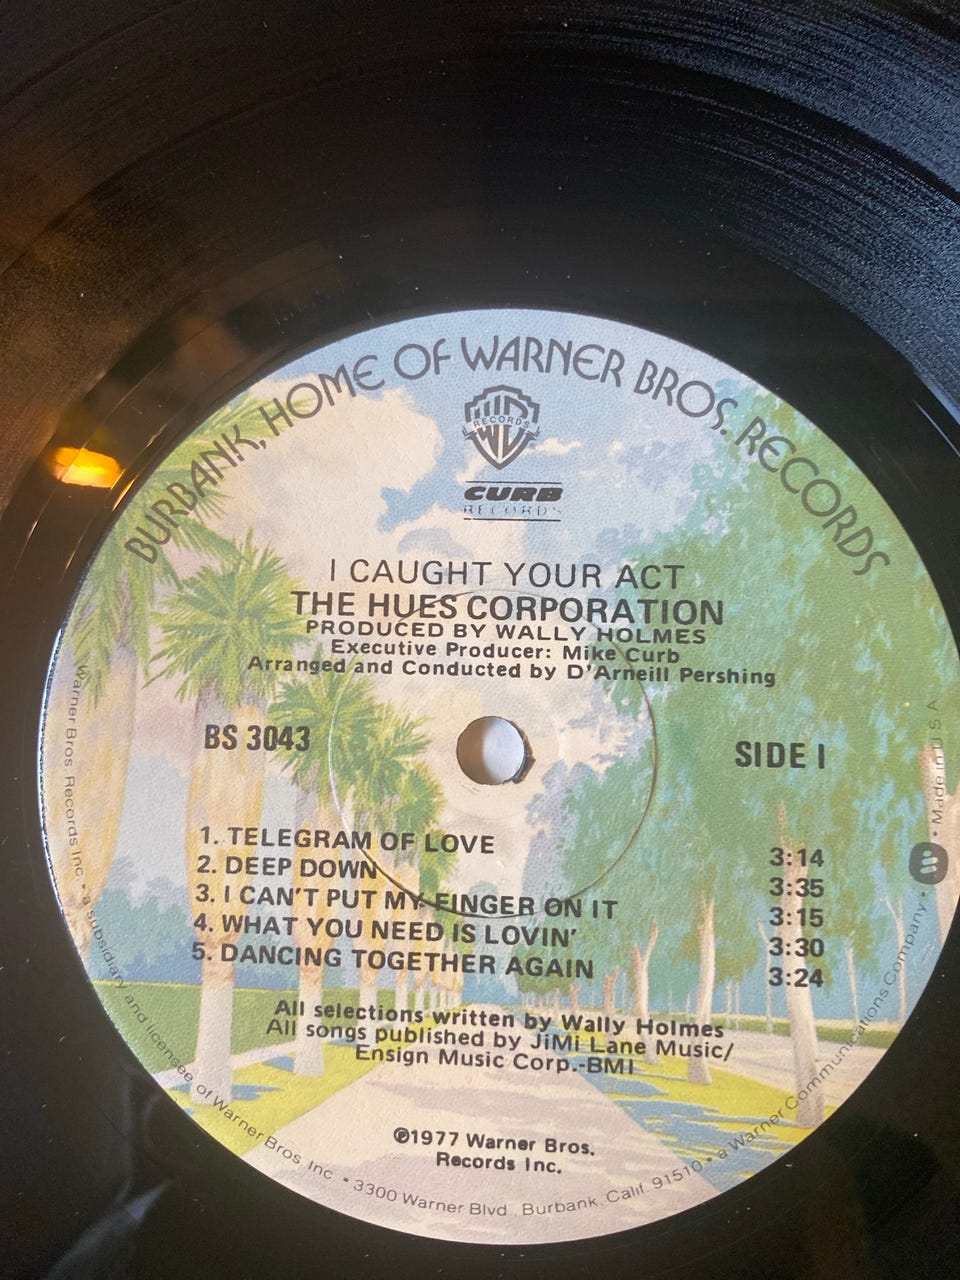 BURBANK, HOME OF WARNER BROS. RECORDS
W
RECORDS
CURB
RECORDS
I CAUGHT YOUR ACT
THE HUES CORPORATION
PRODUCED BY WALLY HOLMES
Executive Producer: Mike Curb
Arranged and Conducted by D'Arneill Pershing
BS 3043
SIDE I
1. TELEGRAM OF LOVE 3:14
2. DEEP DOWN 3:35
3. I CAN'T PUT MY FINGER ON IT 3:15
4. WHAT YOU NEED IS LOVIN' 3:30
5. DANCING TOGETHER AGAIN 3:24
All selections written by Wally Holmes
All songs published by JiMi Lane Music/
Ensign Music Corp.-BMI
℗1977 Warner Bros.
Records Inc.
Warner Bros. Records Inc. • a subsidiary and licensee of Warner Bros. Inc. • 3300 Warner Blvd., Burbank, Calif. 91510 • a Warner Communications Company • Made in U S A